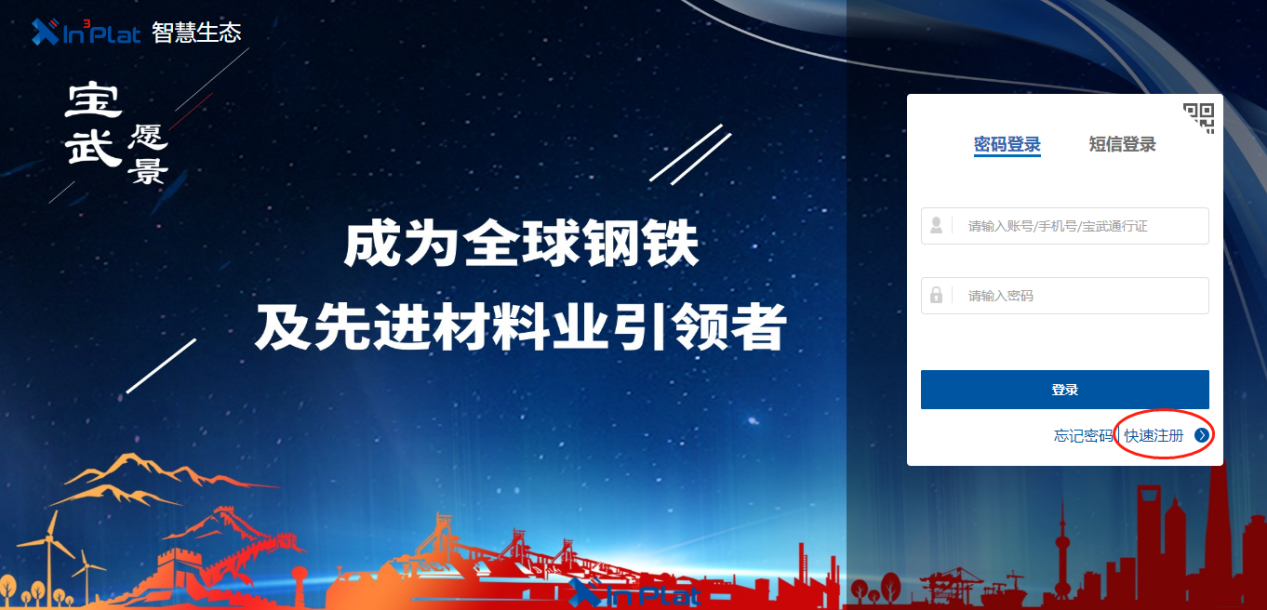 In³Plat 智慧生态
宝武
愿景
成为全球钢铁
及先进材料业引领者
密码登录 短信登录
请输入账号/手机号/宝武通行证
请输入密码
登录
忘记密码 快速注册
In Plat